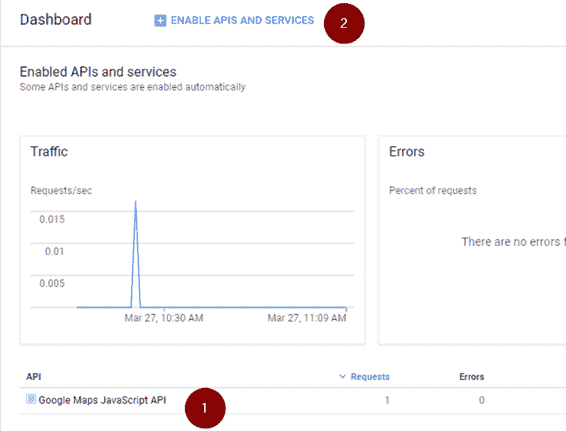 Dashboard
ENABLE APIS AND SERVICES
2
Enabled APIs and services
Some APIs and services are enabled automatically
Traffic
Requests/sec
0.015
0.01
0.005
Mar 27, 10:30 AM
Mar 27, 11:09 AM
Errors
Percent of requests
There are no errors f
API
Requests
Errors
Google Maps JavaScript API
1
1
0